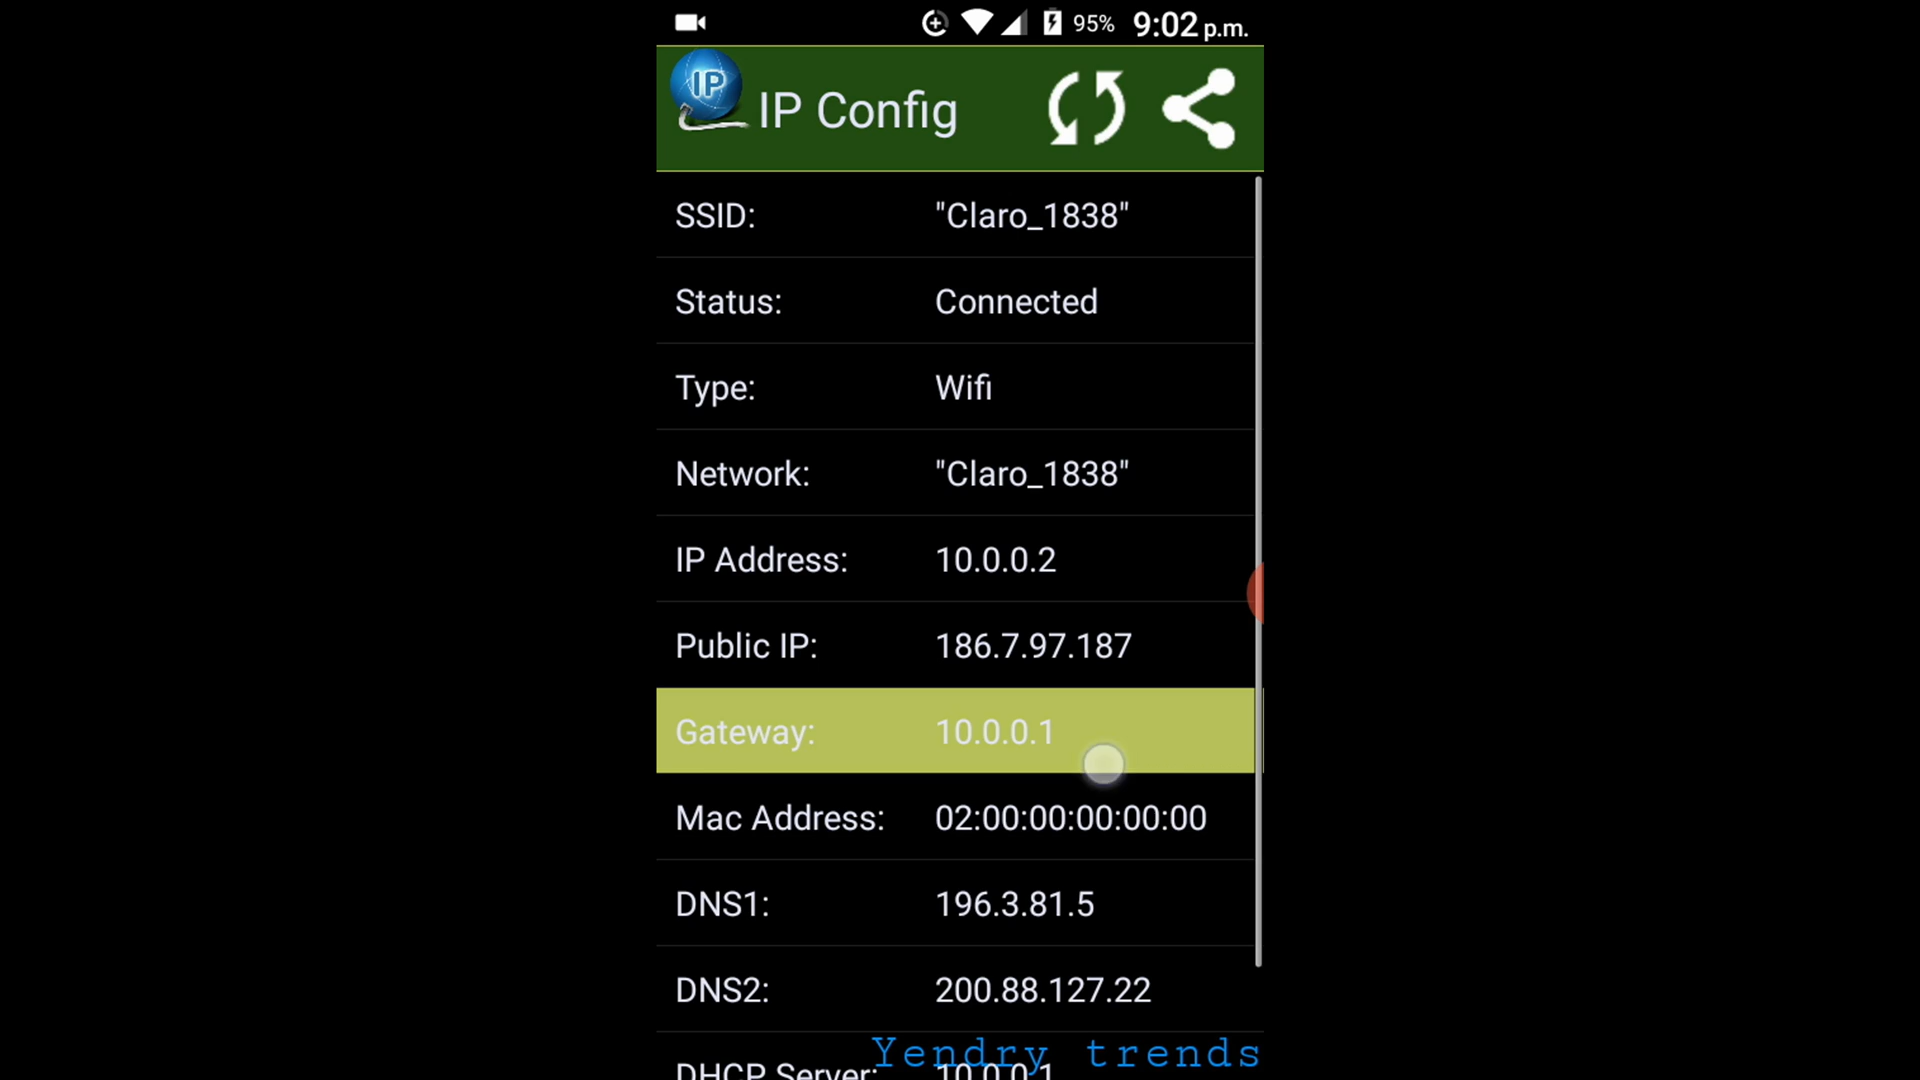 95% 9:02 p.m.
IP
IP Config
SSID: "Claro_1838"
Status: Connected
Type: Wifi
Network: "Claro_1838"
IP Address: 10.0.0.2
Public IP: 186.7.97.187
Gateway: 10.0.0.1
Mac Address: 02:00:00:00:00:00
DNS1: 196.3.81.5
DNS2: 200.88.127.22
Yendry trends
DHCP Server: 10.0.0.1